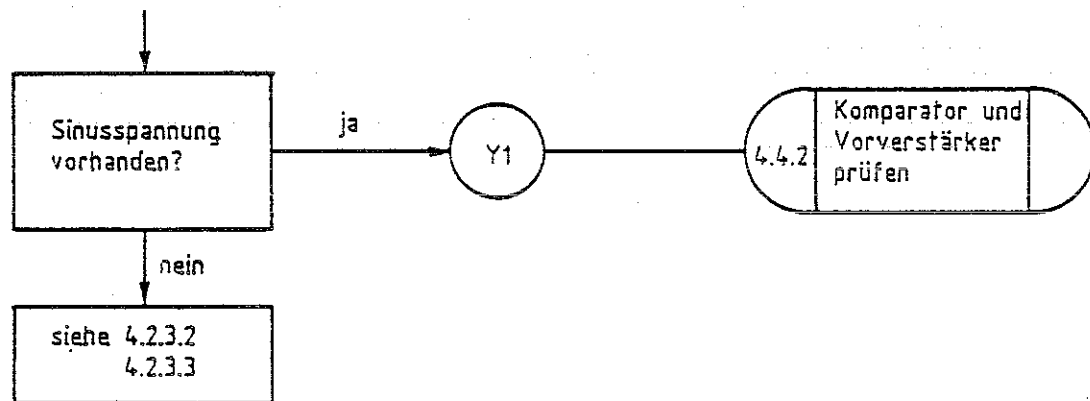 Sinusspannung
vorhanden?
ja
Y1
4.4.2
Komparator und
Vorverstärker
prüfen
nein
siehe 4.2.3.2
4.2.3.3